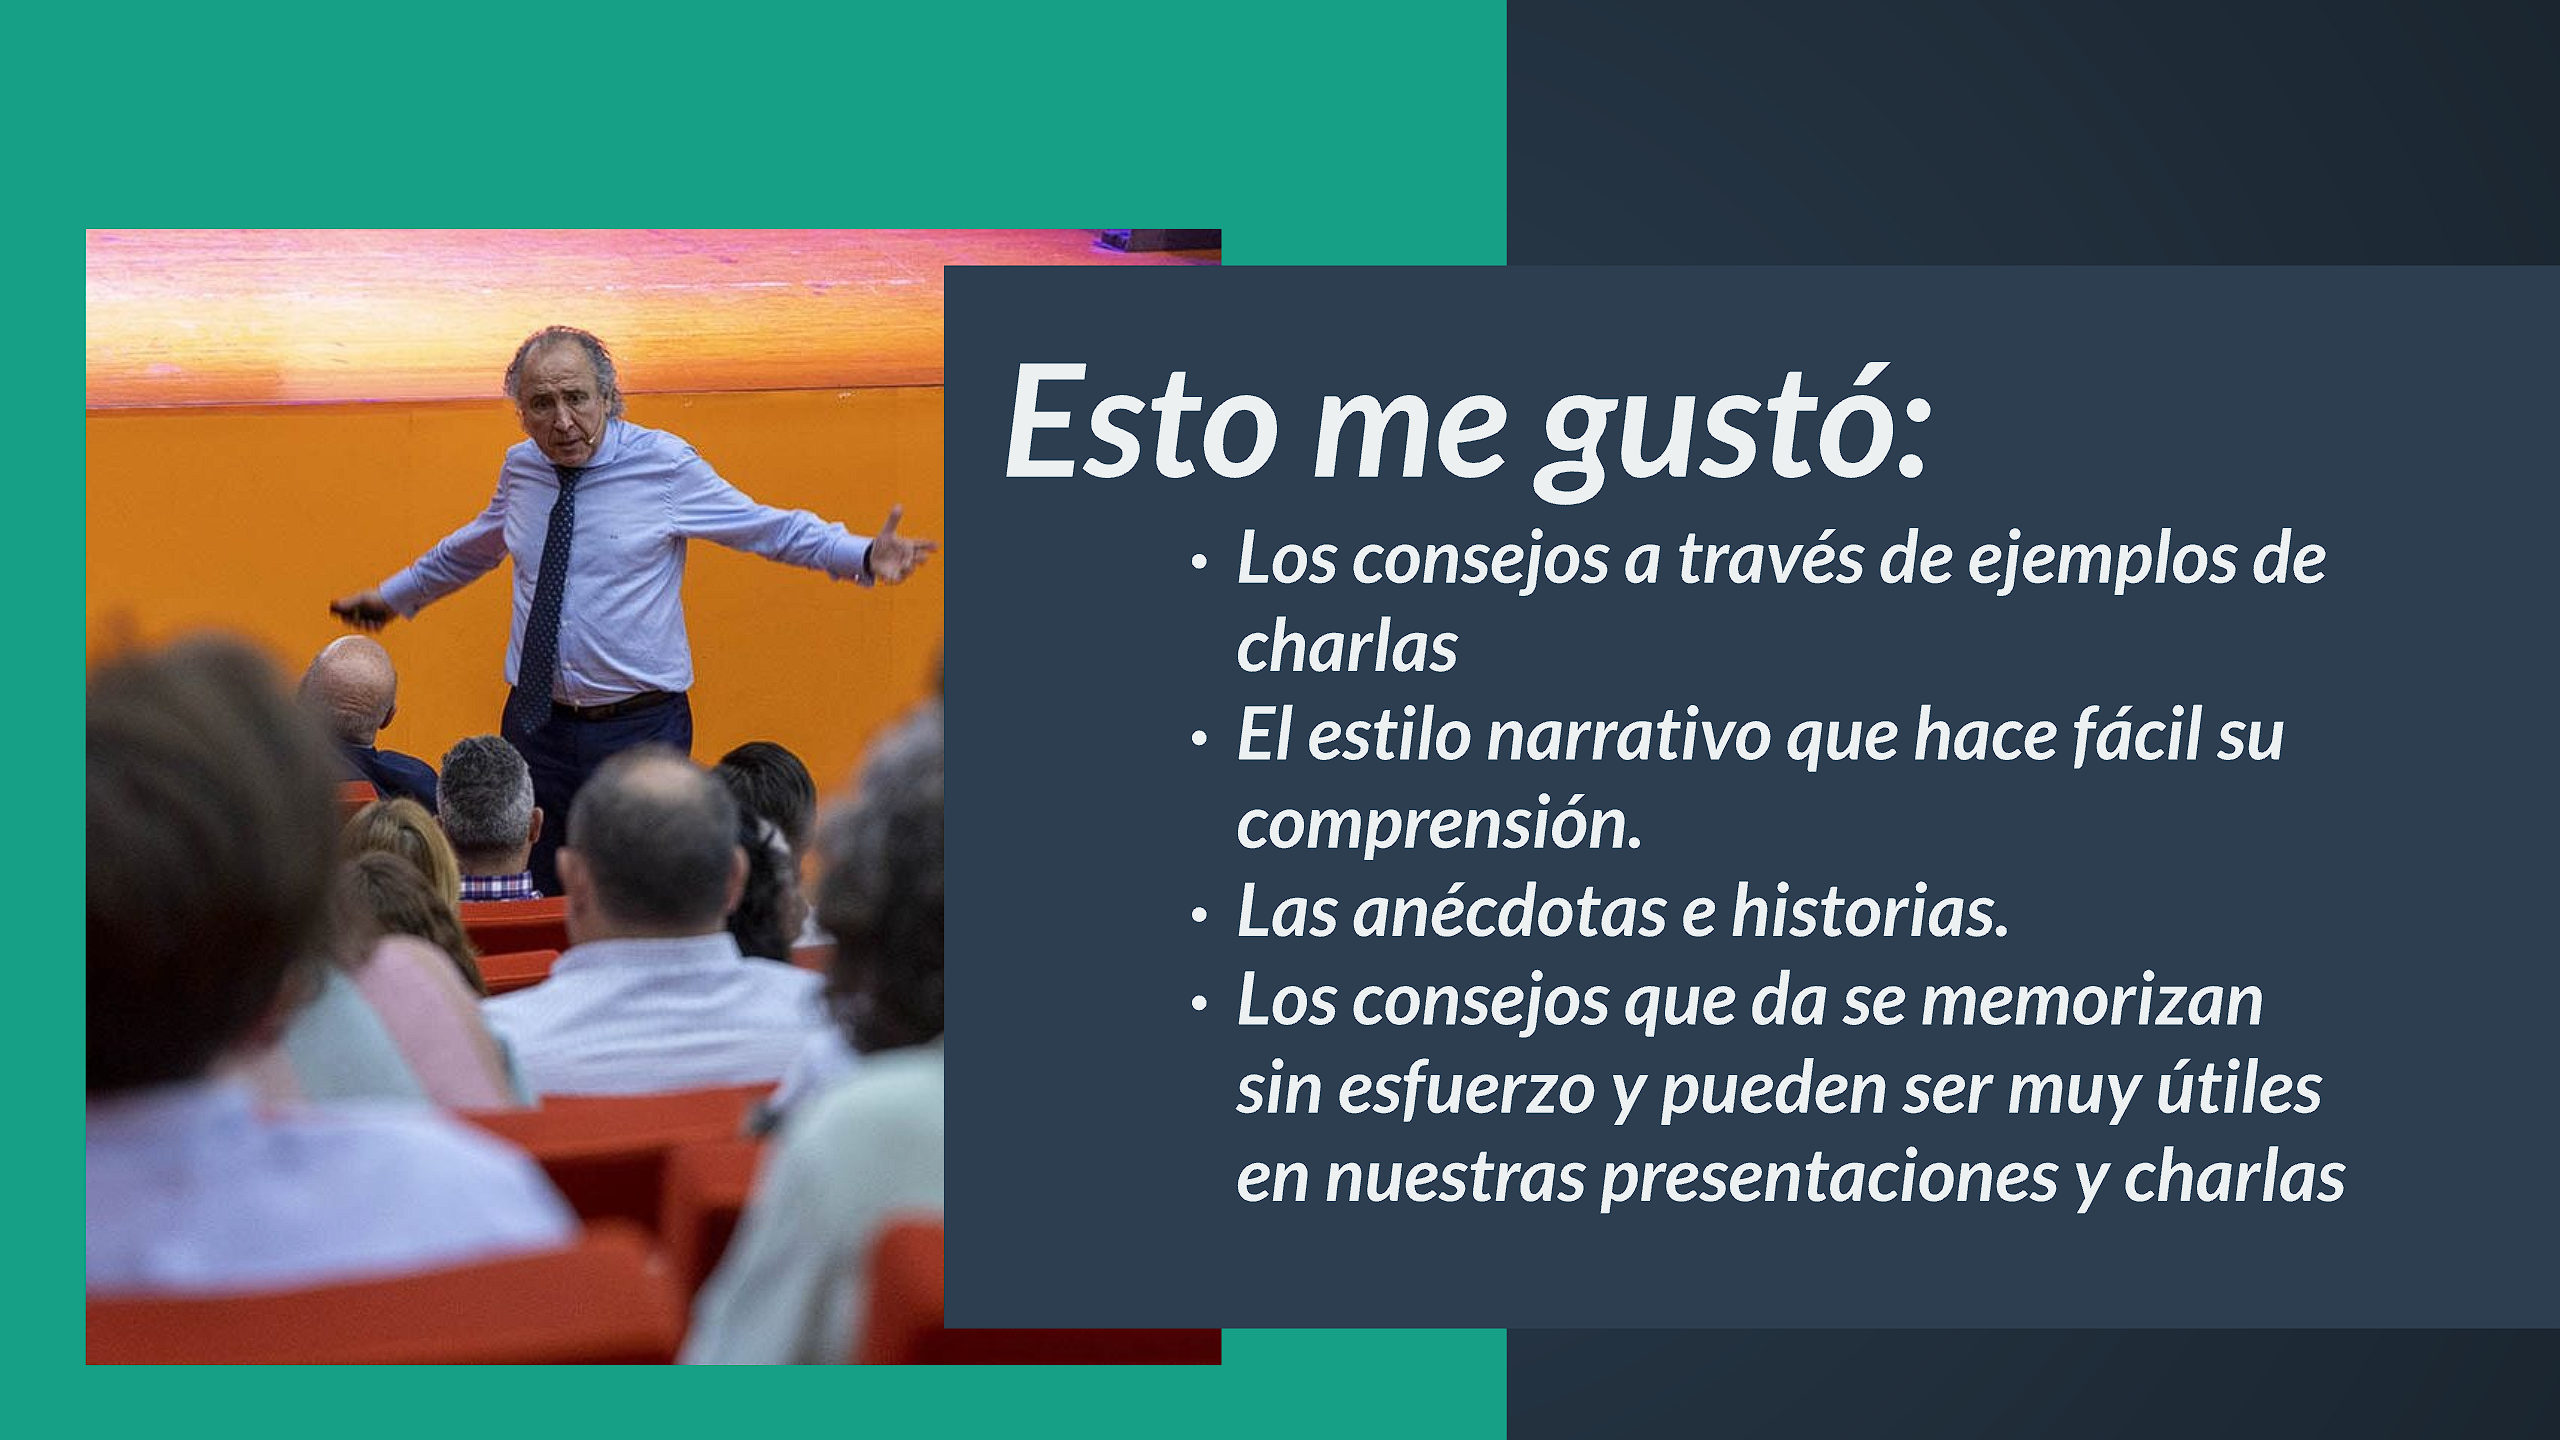 Esto me gustó:
• Los consejos a través de ejemplos de
charlas
• El estilo narrativo que hace fácil su
comprensión.
• Las anécdotas e historias.
• Los consejos que da se memorizan
sin esfuerzo y pueden ser muy útiles
en nuestras presentaciones y charlas